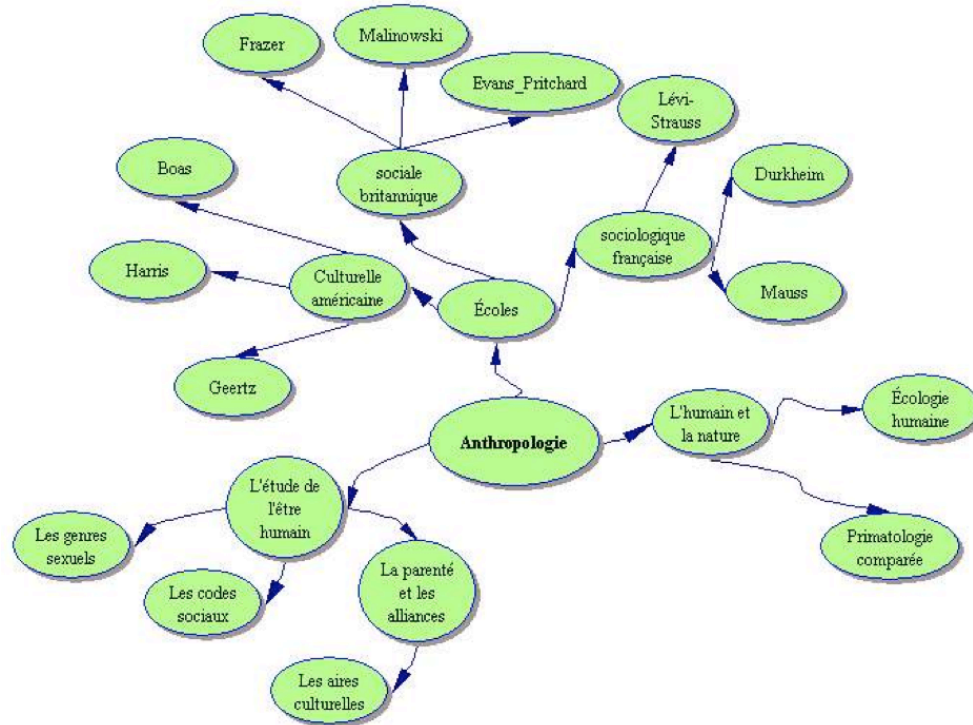 Frazer
Malinowski
Evans_Pritchard
Lévi-
Strauss
Boas
sociale
britannique
Durkheim
sociologique
française
Harris
Culturelle
américaine
Écoles
Mauss
Geertz
Anthropologie
L'humain et
la nature
Écologie
humaine
L'étude de
l'être
humain
Les genres
sexuels
Les codes
sociaux
La parenté
et les
alliances
Primatologie
comparée
Les aires
culturelles